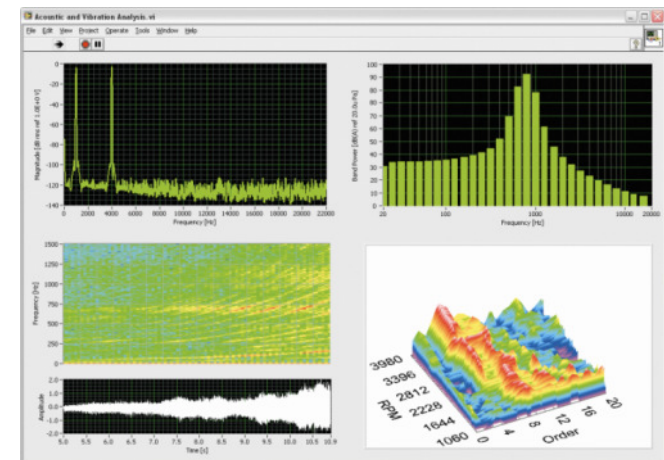 Acoustic and Vibration Analysis.vi
File Edit View Project Operate Tools Window Help
Magnitude [dB rms ref 1.0E+0 V]
0
-20
-40
-60
-80
-100
-120
-140
0 2000 4000 6000 8000 10000 12000 14000 16000 18000 20000 22000
Frequency [Hz]
Band Power [dB(A) ref 20.0u Pa]
100
90
80
70
60
50
40
30
20
10
0
20 100 1000 10000 20000
Frequency [Hz]
Frequency [Hz]
1500
1250
1000
750
500
250
0
Amplitude
2.0
1.0
0.0
-1.0
-2.0
5.0 5.5 6.0 6.5 7.0 7.5 8.0 8.5 9.0 9.5 10.0 10.9
Time [s]
3980
3396
2812
2228
1644
1060
RPM
0 4 8 12 16 20
Order